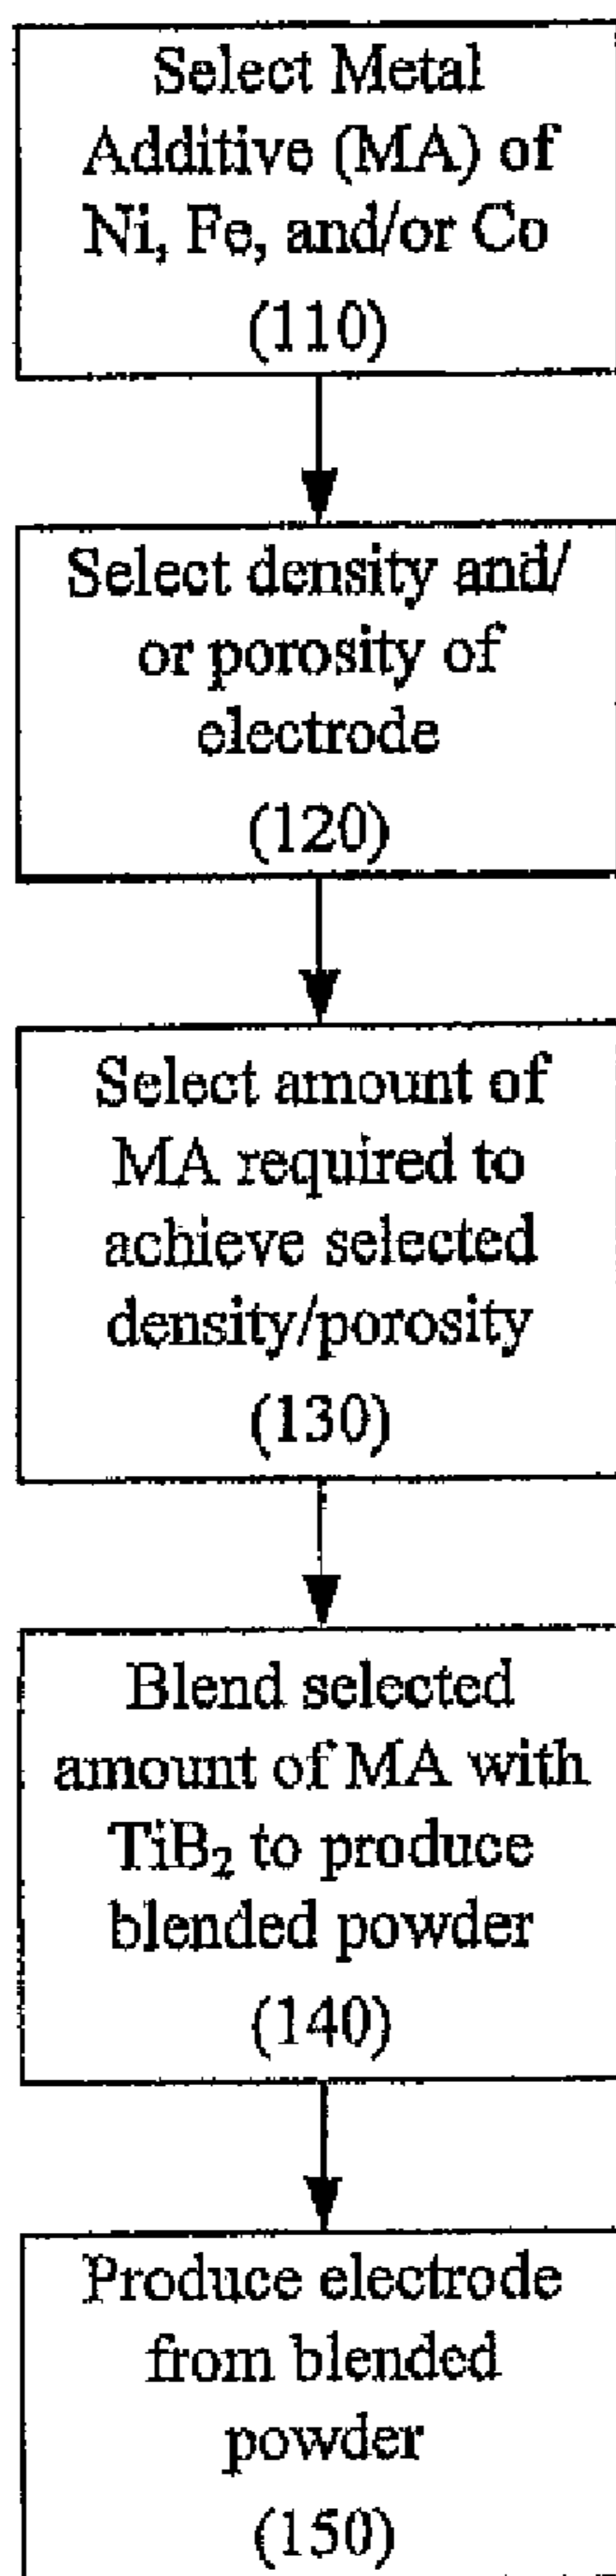 Select Metal
Additive (MA) of
Ni, Fe, and/or Co
(110)
Select density and/
or porosity of
electrode
(120)
Select amount of
MA required to
achieve selected
density/porosity
(130)
Blend selected
amount of MA with
TiB₂ to produce
blended powder
(140)
Produce electrode
from blended
powder
(150)